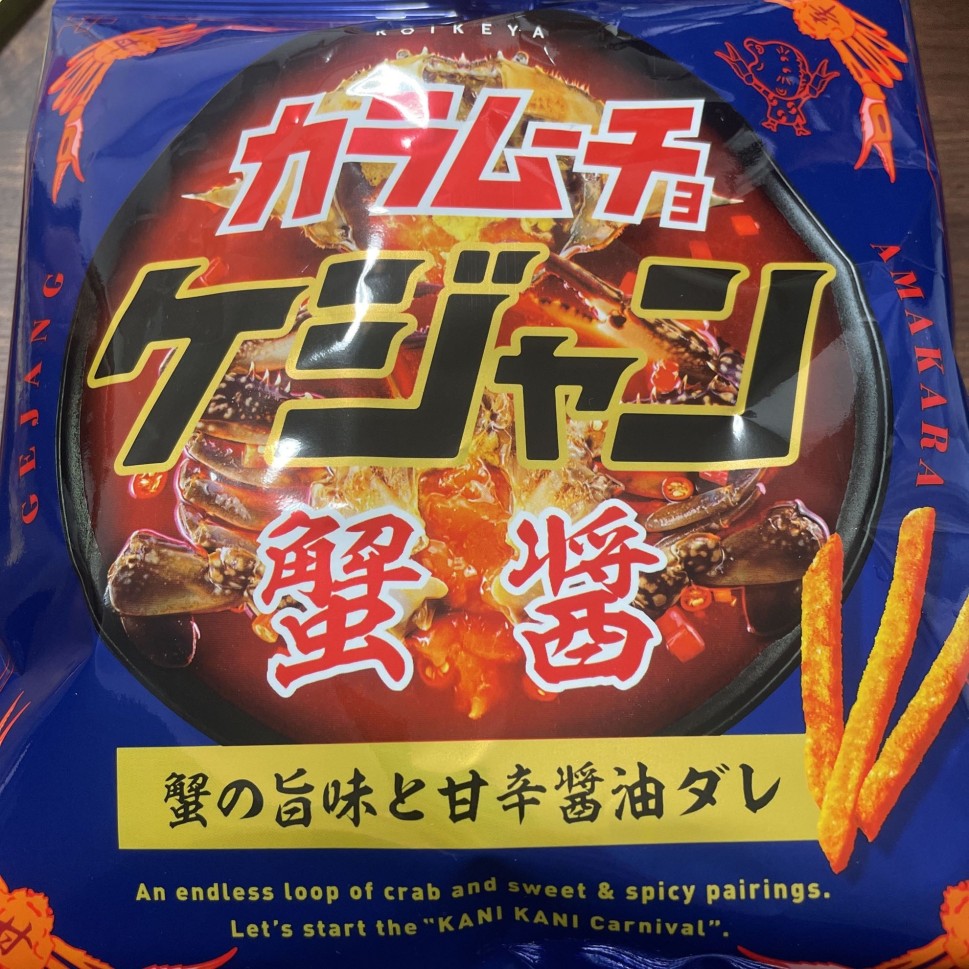 KOIKEYA
カラムーチョ
ケジャン
GEJANG
AMAKARA
蟹醤
蟹の旨味と甘辛醤油ダレ
An endless loop of crab and sweet & spicy pairings.
Let's start the "KANI KANI Carnival".